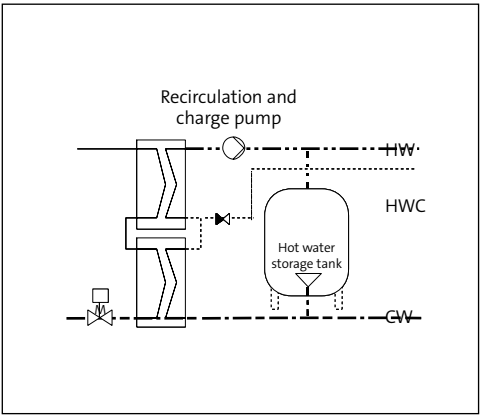 Recirculation and
charge pump
HW
HWC
Hot water
storage tank
CW